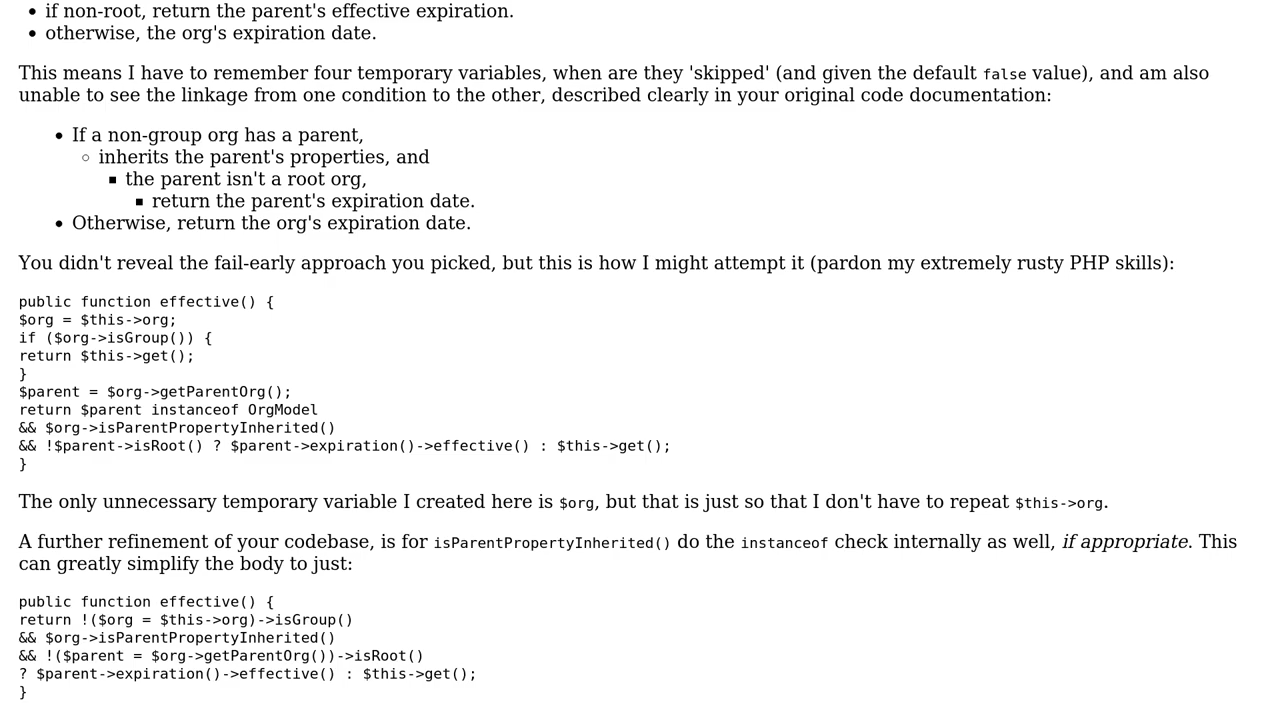 if non-root, return the parent's effective expiration.
otherwise, the org's expiration date.
This means I have to remember four temporary variables, when are they 'skipped' (and given the default false value), and am also
unable to see the linkage from one condition to the other, described clearly in your original code documentation:
If a non-group org has a parent,
inherits the parent's properties, and
the parent isn't a root org,
return the parent's expiration date.
Otherwise, return the org's expiration date.
You didn't reveal the fail-early approach you picked, but this is how I might attempt it (pardon my extremely rusty PHP skills):
public function effective() {
$org = $this->org;
if ($org->isGroup()) {
return $this->get();
}
$parent = $org->getParentOrg();
return $parent instanceof OrgModel
&& $org->isParentPropertyInherited()
&& !$parent->isRoot() ? $parent->expiration()->effective() : $this->get();
}
The only unnecessary temporary variable I created here is $org, but that is just so that I don't have to repeat $this->org.
A further refinement of your codebase, is for isParentPropertyInherited() do the instanceof check internally as well, if appropriate. This
can greatly simplify the body to just:
public function effective() {
return !($org = $this->org)->isGroup()
&& $org->isParentPropertyInherited()
&& !($parent = $org->getParentOrg())->isRoot()
? $parent->expiration()->effective() : $this->get();
}